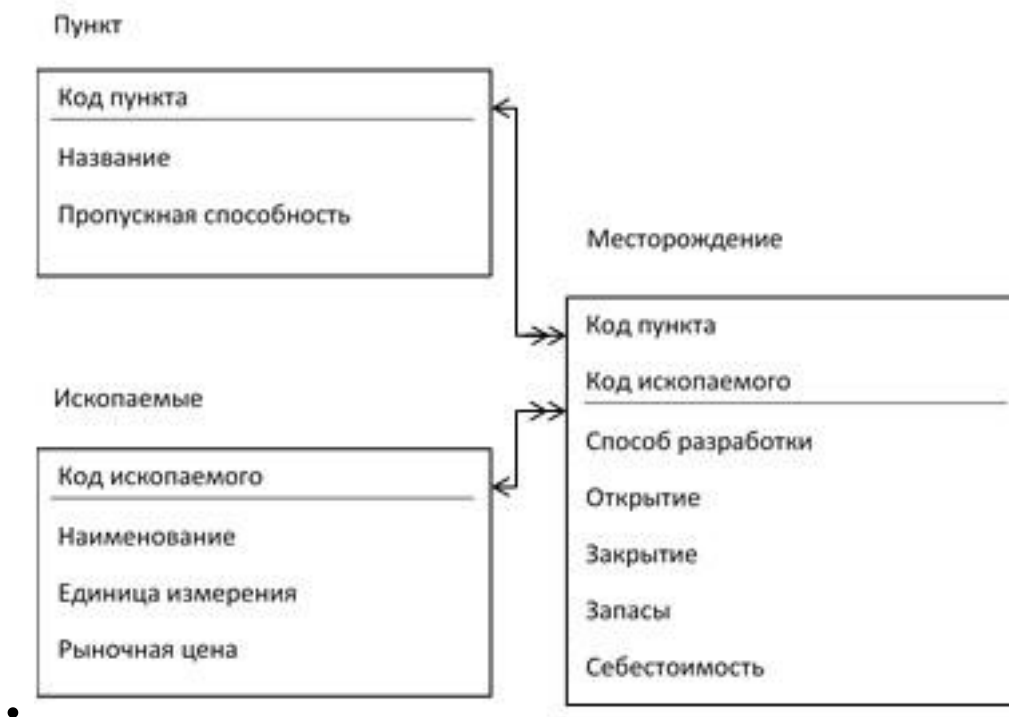 Пункт
Код пункта
Название
Пропускная способность
Месторождение
Код пункта
Код ископаемого
Способ разработки
Открытие
Закрытие
Запасы
Себестоимость
Ископаемые
Код ископаемого
Наименование
Единица измерения
Рыночная цена